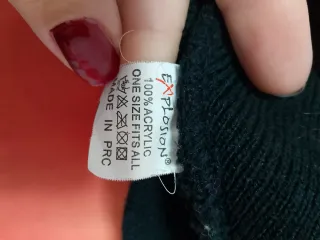 EXPLOSION®
100% ACRYLIC
ONE SIZE FITS ALL
MADE IN PRC